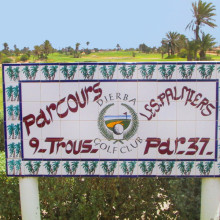 PARCOURS
LES PALMIERS
DJERBA
GOLF CLUB
9-TROUS
PAR 37-